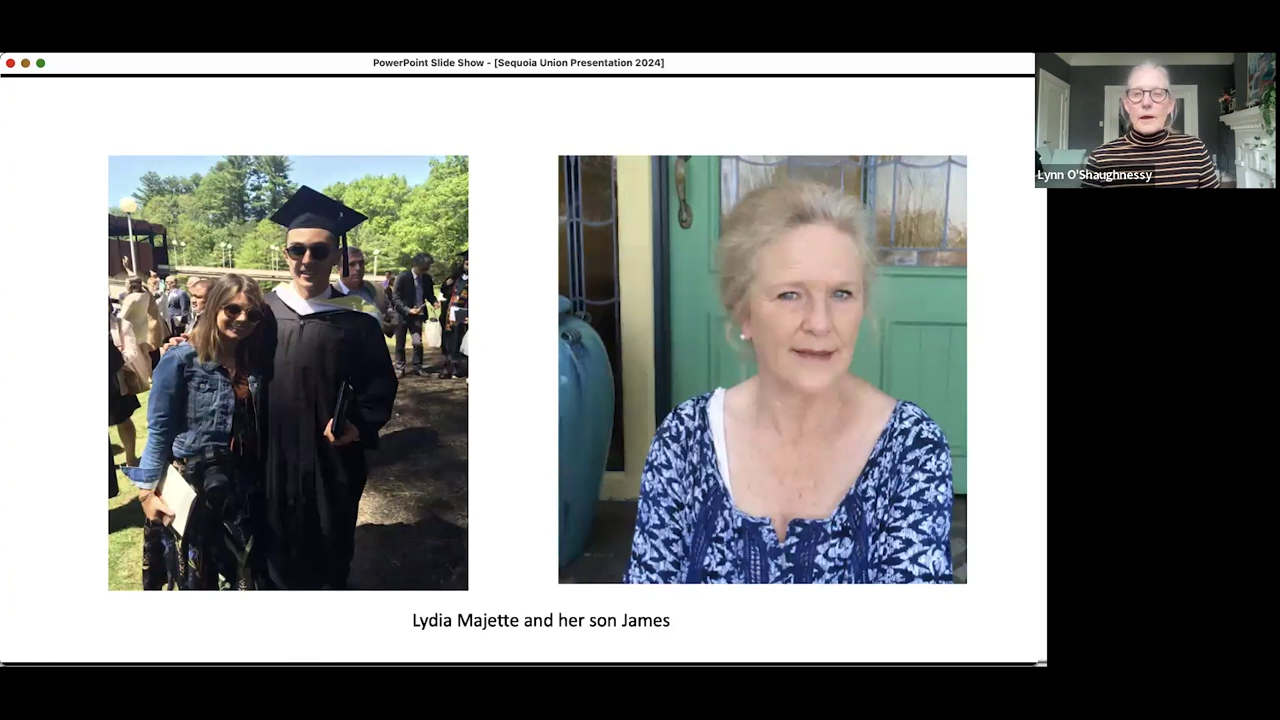 PowerPoint Slide Show - [Sequoia Union Presentation 2024]
Lynn O'Shaughnessy
Lydia Majette and her son James